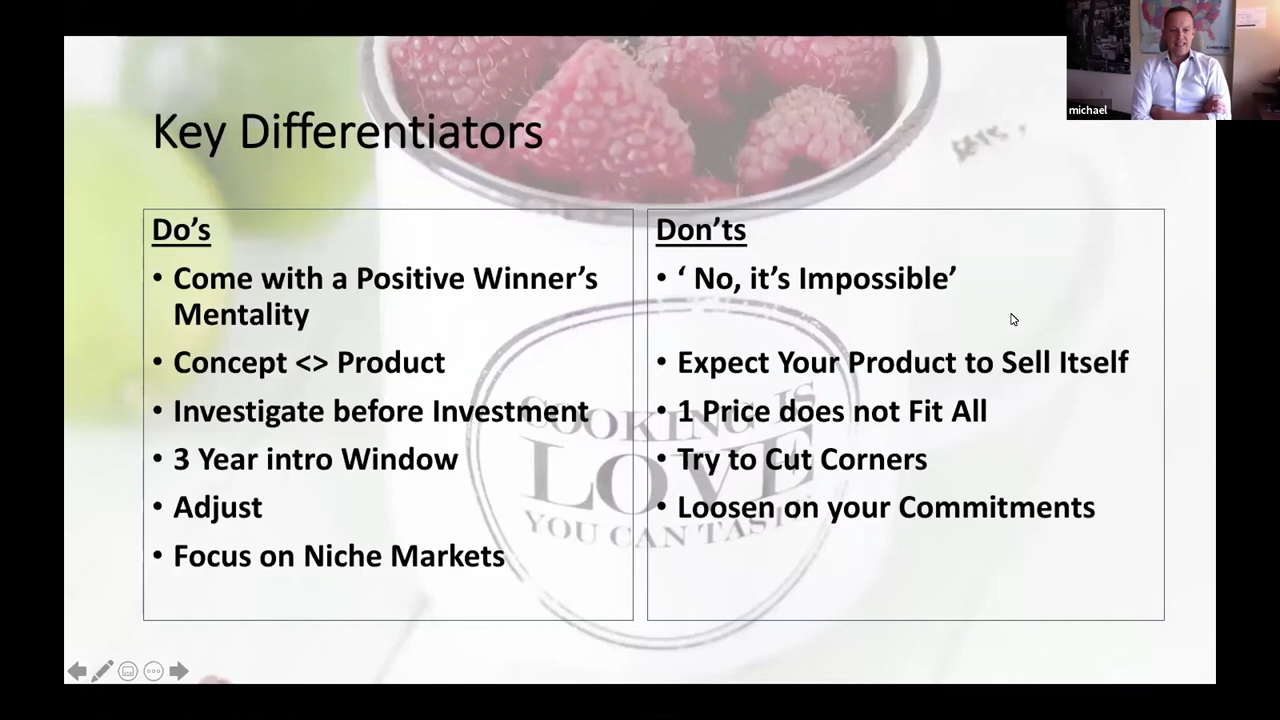 michael
Key Differentiators
Do’s
• Come with a Positive Winner’s
Mentality
• Concept <> Product
• Investigate before Investment
• 3 Year intro Window
• Adjust
• Focus on Niche Markets
Don’ts
• ‘ No, it’s Impossible’
• Expect Your Product to Sell Itself
• 1 Price does not Fit All
• Try to Cut Corners
• Loosen on your Commitments
COOKING IS
LOVE
YOU CAN